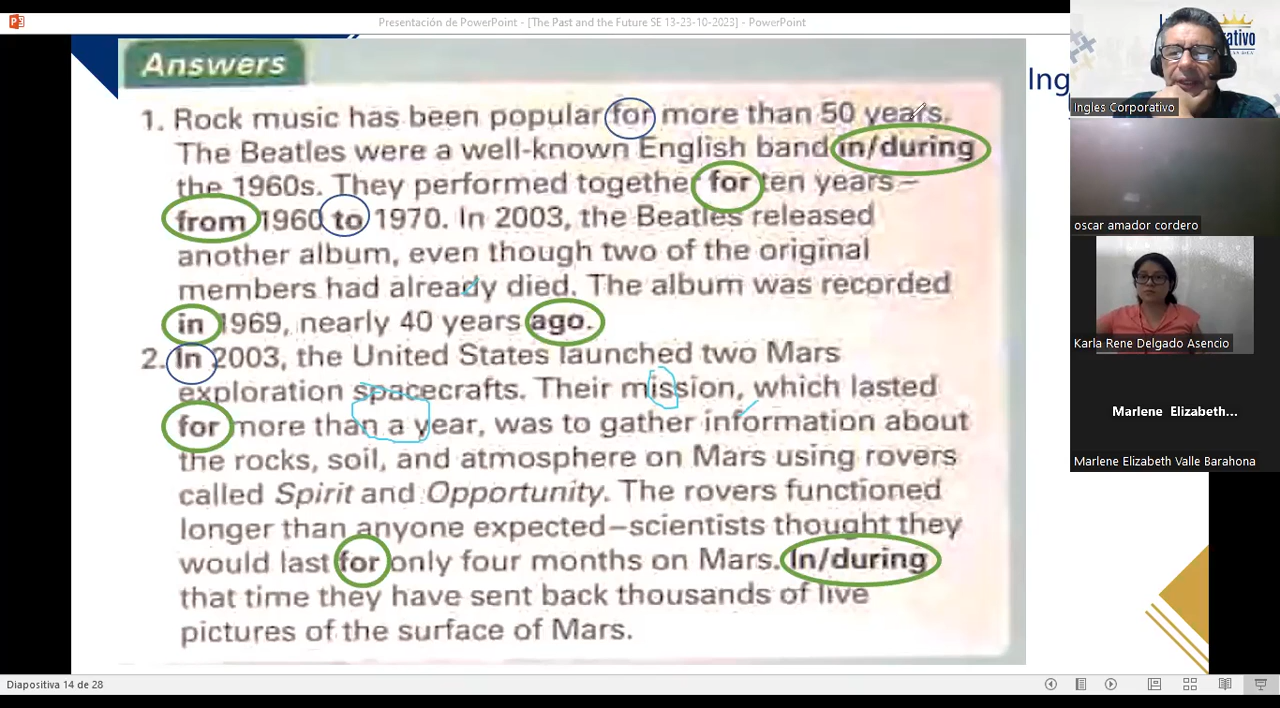 Presentación de PowerPoint - [The Past and the Future SE 13-23-10-2023] - PowerPoint
Answers
1. Rock music has been popular for more than 50 years.
The Beatles were a well-known English band in/during
the 1960s. They performed together for ten years–
from 1960 to 1970. In 2003, the Beatles released
another album, even though two of the original
members had already died. The album was recorded
in 1969, nearly 40 years ago.
2. In 2003, the United States launched two Mars
exploration spacecrafts. Their mission, which lasted
for more than a year, was to gather information about
the rocks, soil, and atmosphere on Mars using rovers
called Spirit and Opportunity. The rovers functioned
longer than anyone expected–scientists thought they
would last for only four months on Mars. In/during
that time they have sent back thousands of live
pictures of the surface of Mars.
Ing
Ingles Corporativo
oscar amador cordero
Karla Rene Delgado Asencio
Marlene Elizabeth...
Marlene Elizabeth Valle Barahona
Diapositiva 14 de 28